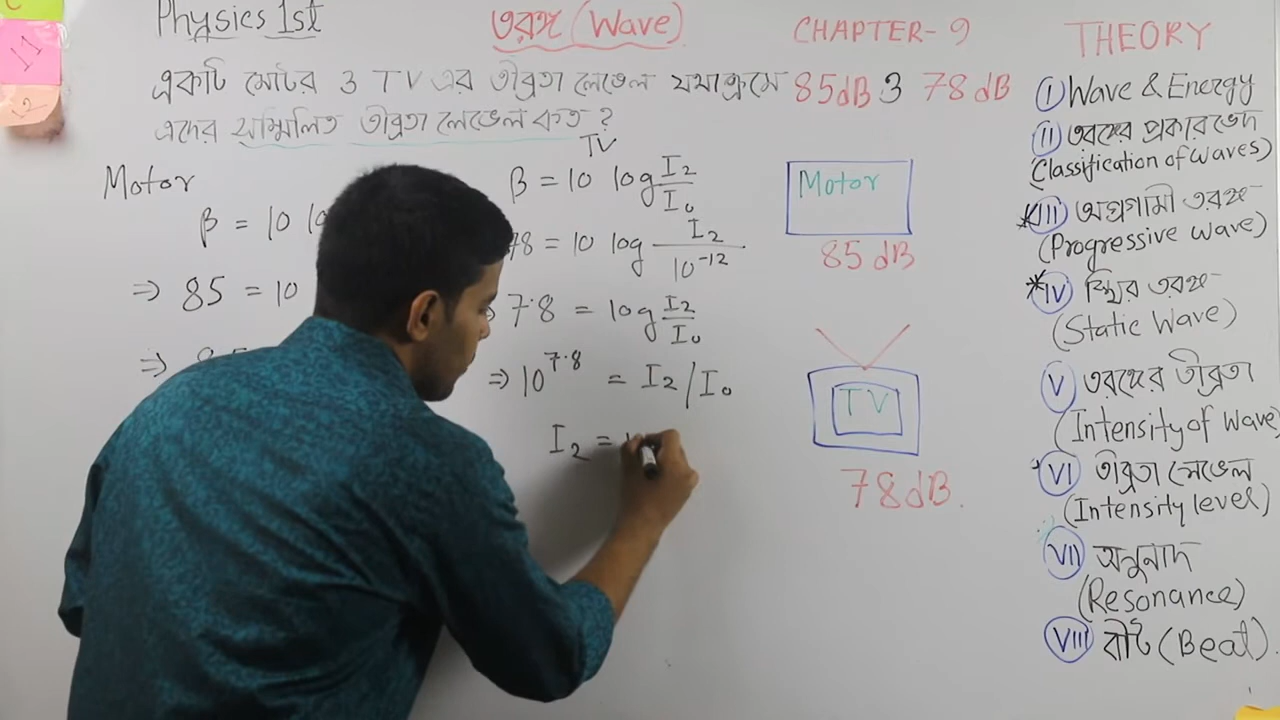 Physics 1st
তরঙ্গ (Wave)
CHAPTER-9
একটি মোটর ও TV এর তীব্রতা লেভেল যথাক্রমে 85dB ও 78 dB
এদের সম্মিলিত তীব্রতা লেভেল কত ?
Motor
β = 10
⇒ 85 = 10
⇒
TV
β = 10 log I₂/I₀
78 = 10 log I₂/10⁻¹²
7.8 = log I₂/I₀
⇒ 10^7.8 = I₂/I₀
I₂ =
Motor
85 dB
TV
78dB.
THEORY
I Wave & Energy
II তরঙ্গের প্রকারভেদ
(Classification of Waves)
*III অগ্রগামী তরঙ্গ
(Progressive wave)
*IV স্থির তরঙ্গ
(Static Wave)
V তরঙ্গের তীব্রতা
(Intensity of Wave)
VI তীব্রতা লেভেল
(Intensity level)
VII অনুনাদ
(Resonance)
VIII বীট (Beat).
11